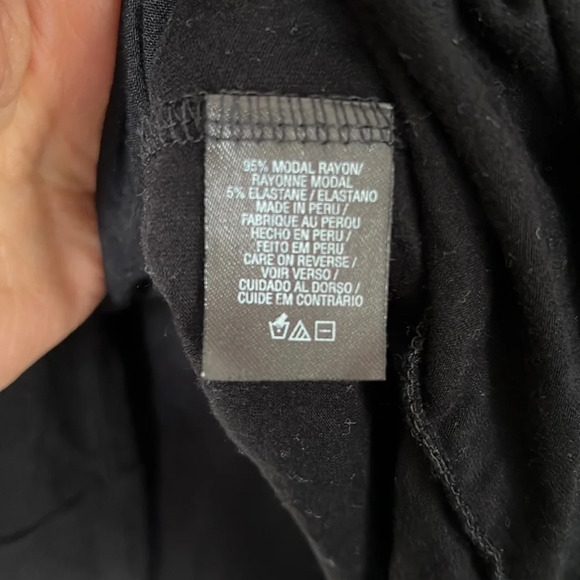 95% MODAL RAYON/
RAYONNE MODAL
5% ELASTANE / ELASTANO
MADE IN PERU /
FABRIQUE AU PEROU
HECHO EN PERU /
FEITO EM PERU
CARE ON REVERSE /
VOIR VERSO /
CUIDADO AL DORSO /
CUIDE EM CONTRÁRIO